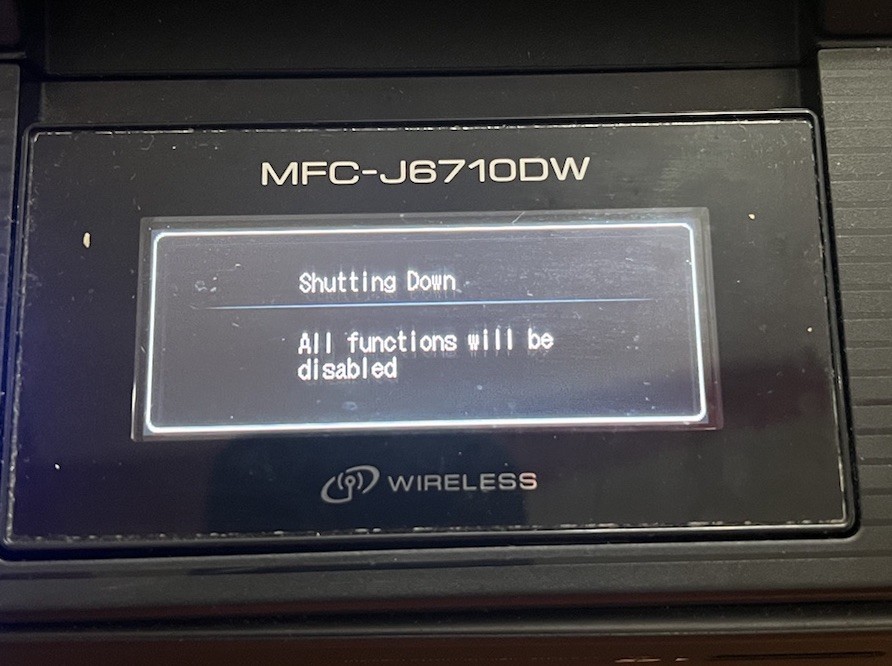 MFC-J6710DW
Shutting Down
All functions will be
disabled
WIRELESS